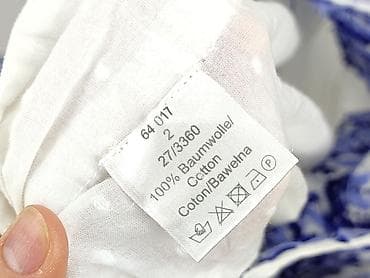 64 017
2
27/3360
100% Baumwolle/
Cotton
Coton/Bawełna
P